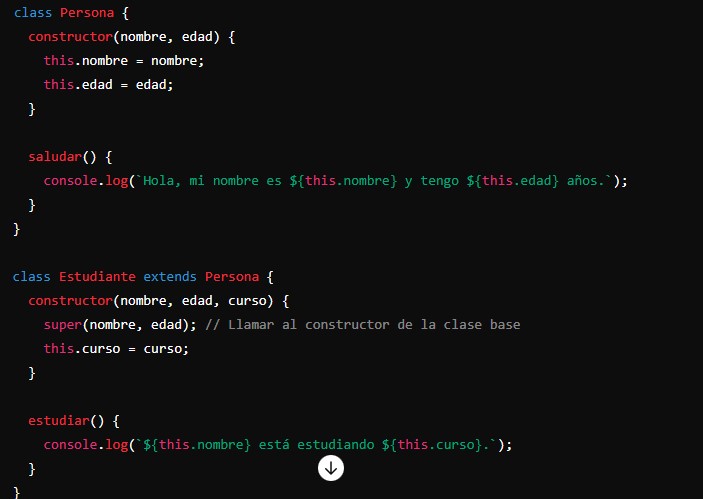 class Persona {
  constructor(nombre, edad) {
    this.nombre = nombre;
    this.edad = edad;
  }

  saludar() {
    console.log(`Hola, mi nombre es ${this.nombre} y tengo ${this.edad} años.`);
  }
}

class Estudiante extends Persona {
  constructor(nombre, edad, curso) {
    super(nombre, edad); // Llamar al constructor de la clase base
    this.curso = curso;
  }

  estudiar() {
    console.log(`${this.nombre} está estudiando ${this.curso}.`);
  }
}